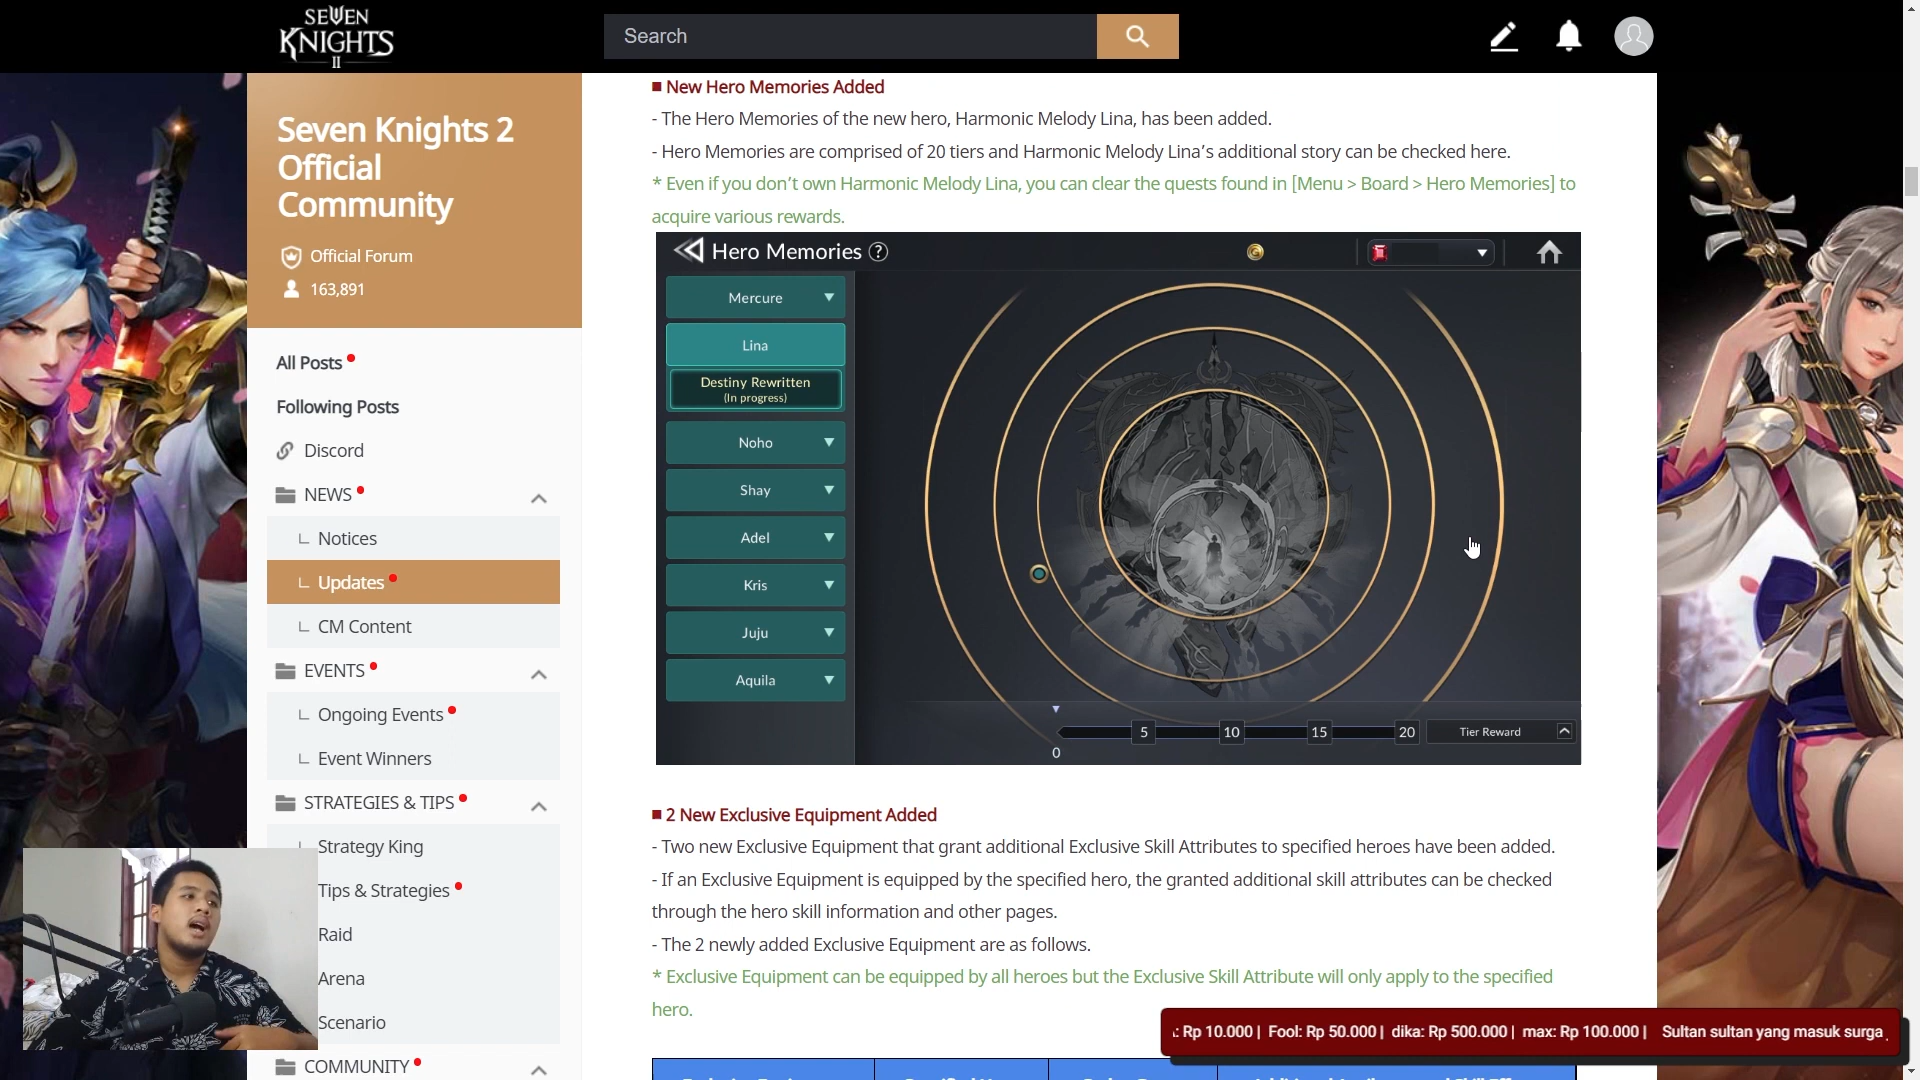 SEVEN
KNIGHTS
II
Search
Seven Knights 2
Official
Community
Official Forum
163,891
All Posts
Following Posts
Discord
NEWS
Notices
Updates
CM Content
EVENTS
Ongoing Events
Event Winners
STRATEGIES & TIPS
Strategy King
Tips & Strategies
Raid
Arena
Scenario
COMMUNITY
■ New Hero Memories Added
- The Hero Memories of the new hero, Harmonic Melody Lina, has been added.
- Hero Memories are comprised of 20 tiers and Harmonic Melody Lina's additional story can be checked here.
* Even if you don't own Harmonic Melody Lina, you can clear the quests found in [Menu > Board > Hero Memories] to
acquire various rewards.
Hero Memories ?
Mercure
Lina
Destiny Rewritten
(In progress)
Noho
Shay
Adel
Kris
Juju
Aquila
5 10 15 20 Tier Reward
0
■ 2 New Exclusive Equipment Added
- Two new Exclusive Equipment that grant additional Exclusive Skill Attributes to specified heroes have been added.
- If an Exclusive Equipment is equipped by the specified hero, the granted additional skill attributes can be checked
through the hero skill information and other pages.
- The 2 newly added Exclusive Equipment are as follows.
* Exclusive Equipment can be equipped by all heroes but the Exclusive Skill Attribute will only apply to the specified
hero.
: Rp 10.000 | Fool: Rp 50.000 | dika: Rp 500.000 | max: Rp 100.000 | Sultan sultan yang masuk surga